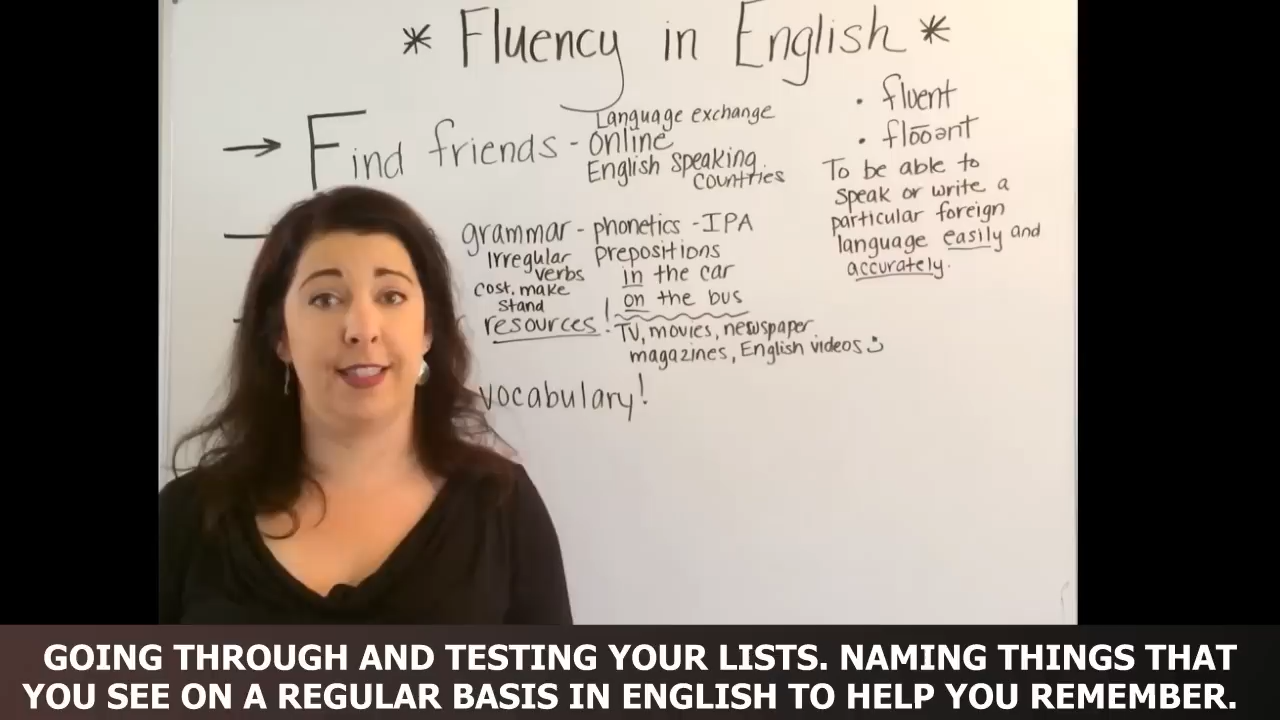 * Fluency in English *
→ Find friends - Language exchange
online
English speaking
countries
grammar - phonetics - IPA
Irregular verbs
cost, make
stand
prepositions
in the car
on the bus
resources! - TV, movies, newspaper
magazines, English videos
vocabulary!
• fluent
• flōōənt
To be able to
speak or write a
particular foreign
language easily and
accurately.
GOING THROUGH AND TESTING YOUR LISTS. NAMING THINGS THAT
YOU SEE ON A REGULAR BASIS IN ENGLISH TO HELP YOU REMEMBER.